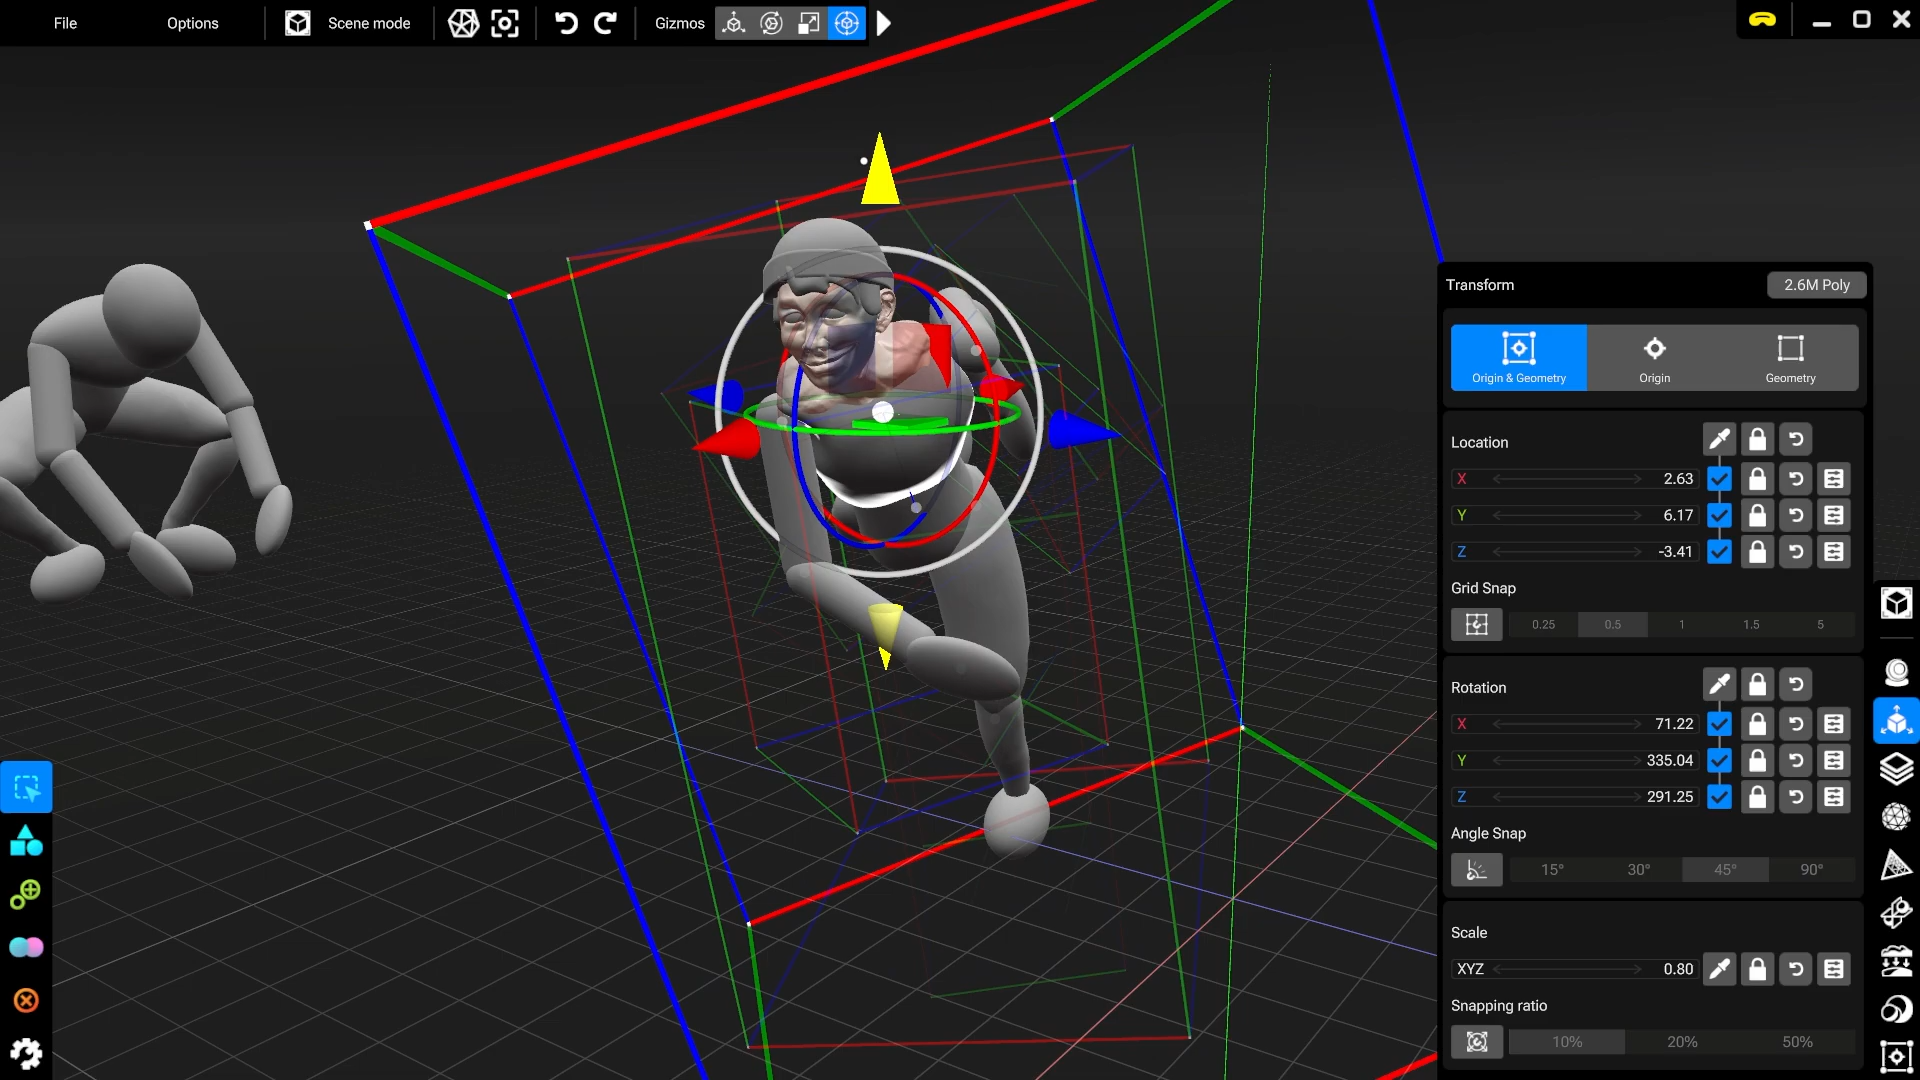 File Options Scene mode Gizmos
Transform 2.6M Poly
Origin & Geometry Origin Geometry
Location
X 2.63
Y 6.17
Z -3.41
Grid Snap
0.25 0.5 1 1.5 5
Rotation
X 71.22
Y 335.04
Z 291.25
Angle Snap
15° 30° 45° 90°
Scale
XYZ 0.80
Snapping ratio
10% 20% 50%